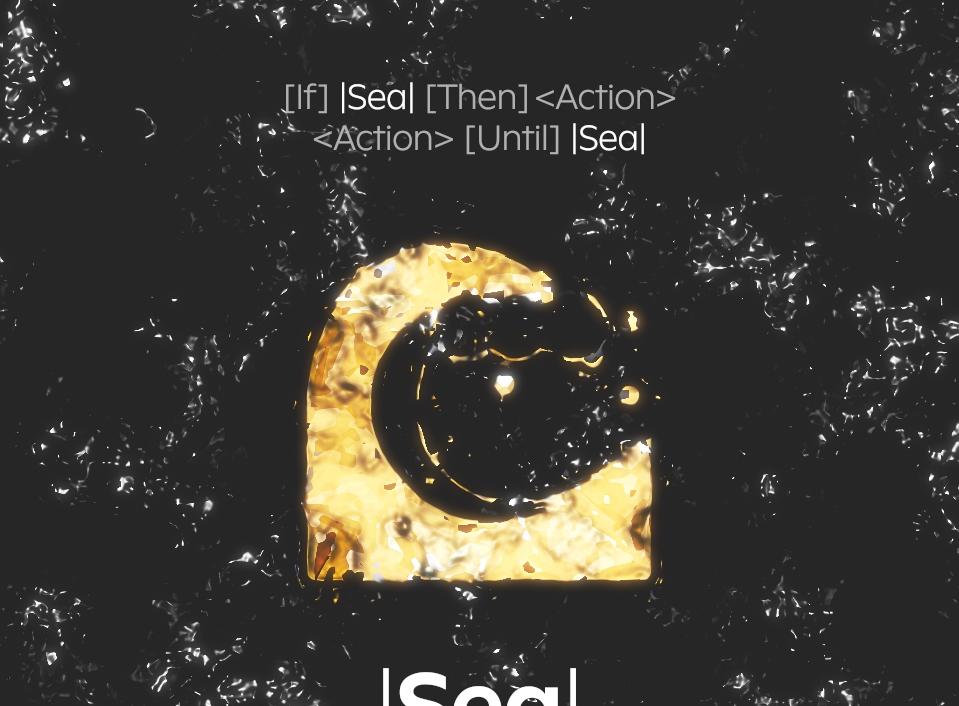 [If] |Sea| [Then] <Action>
<Action> [Until] |Sea|
|Sea|